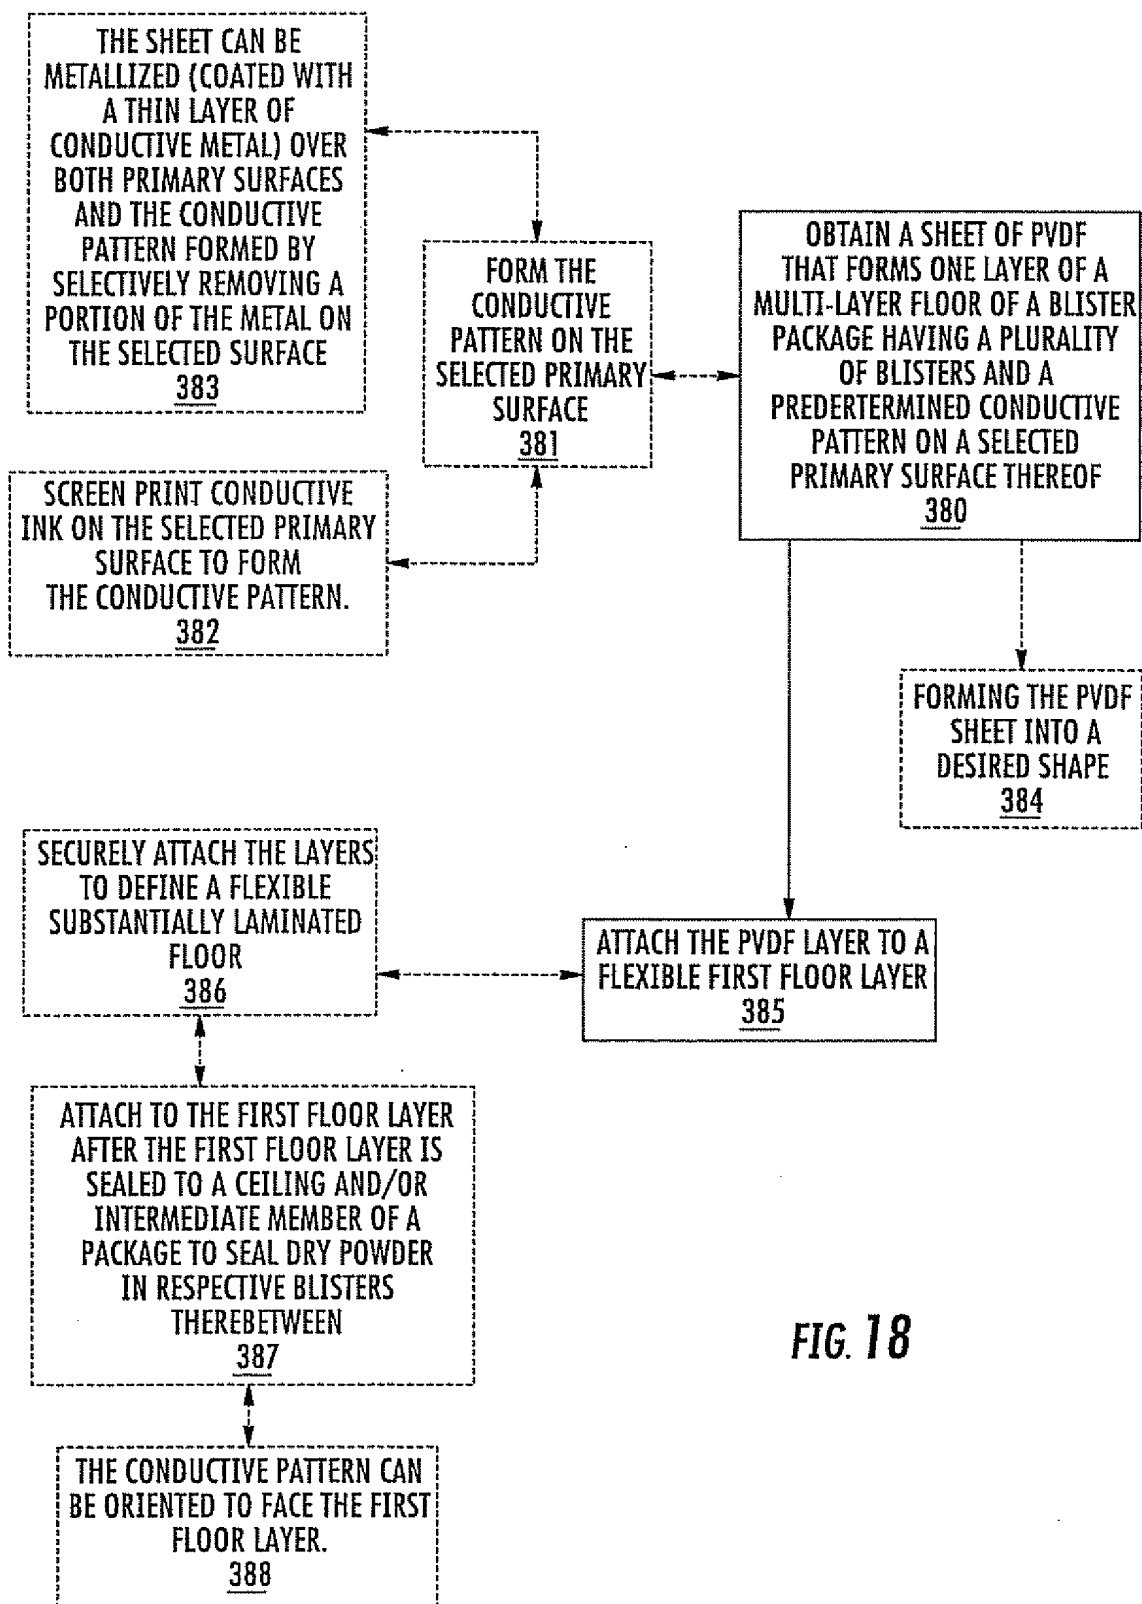 THE SHEET CAN BE
METALLIZED (COATED WITH
A THIN LAYER OF
CONDUCTIVE METAL) OVER
BOTH PRIMARY SURFACES
AND THE CONDUCTIVE
PATTERN FORMED BY
SELECTIVELY REMOVING A
PORTION OF THE METAL ON
THE SELECTED SURFACE
383
FORM THE
CONDUCTIVE
PATTERN ON THE
SELECTED PRIMARY
SURFACE
381
OBTAIN A SHEET OF PVDF
THAT FORMS ONE LAYER OF A
MULTI-LAYER FLOOR OF A BLISTER
PACKAGE HAVING A PLURALITY
OF BLISTERS AND A
PREDERTERMINED CONDUCTIVE
PATTERN ON A SELECTED
PRIMARY SURFACE THEREOF
380
SCREEN PRINT CONDUCTIVE
INK ON THE SELECTED PRIMARY
SURFACE TO FORM
THE CONDUCTIVE PATTERN.
382
FORMING THE PVDF
SHEET INTO A
DESIRED SHAPE
384
SECURELY ATTACH THE LAYERS
TO DEFINE A FLEXIBLE
SUBSTANTIALLY LAMINATED
FLOOR
386
ATTACH THE PVDF LAYER TO A
FLEXIBLE FIRST FLOOR LAYER
385
ATTACH TO THE FIRST FLOOR LAYER
AFTER THE FIRST FLOOR LAYER IS
SEALED TO A CEILING AND/OR
INTERMEDIATE MEMBER OF A
PACKAGE TO SEAL DRY POWDER
IN RESPECTIVE BLISTERS
THEREBETWEEN
387
FIG. 18
THE CONDUCTIVE PATTERN CAN
BE ORIENTED TO FACE THE FIRST
FLOOR LAYER.
388